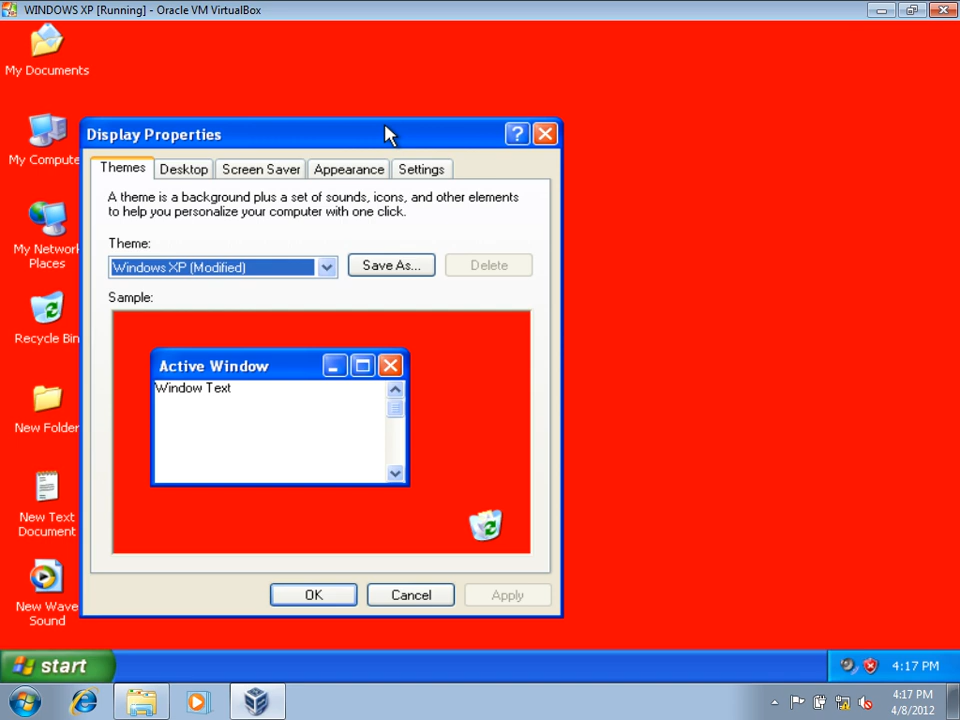 WINDOWS XP [Running] - Oracle VM VirtualBox
My Documents
My Compute
My Network
Places
Recycle Bin
New Folder
New Text
Document
New Wave
Sound
Display Properties
Themes
Desktop
Screen Saver
Appearance
Settings
A theme is a background plus a set of sounds, icons, and other elements
to help you personalize your computer with one click.
Theme:
Windows XP (Modified)
Save As...
Delete
Sample:
Active Window
Window Text
OK
Cancel
Apply
start
4:17 PM
4:17 PM
4/8/2012